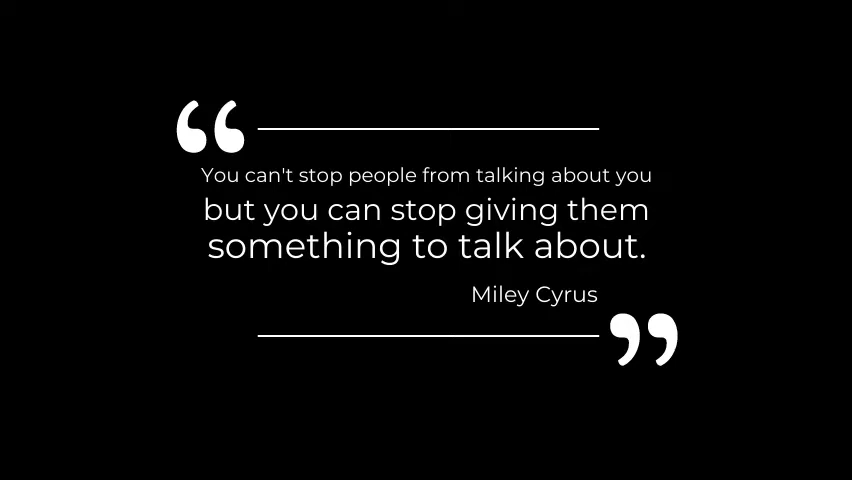 “
You can't stop people from talking about you
but you can stop giving them
something to talk about.
Miley Cyrus
”